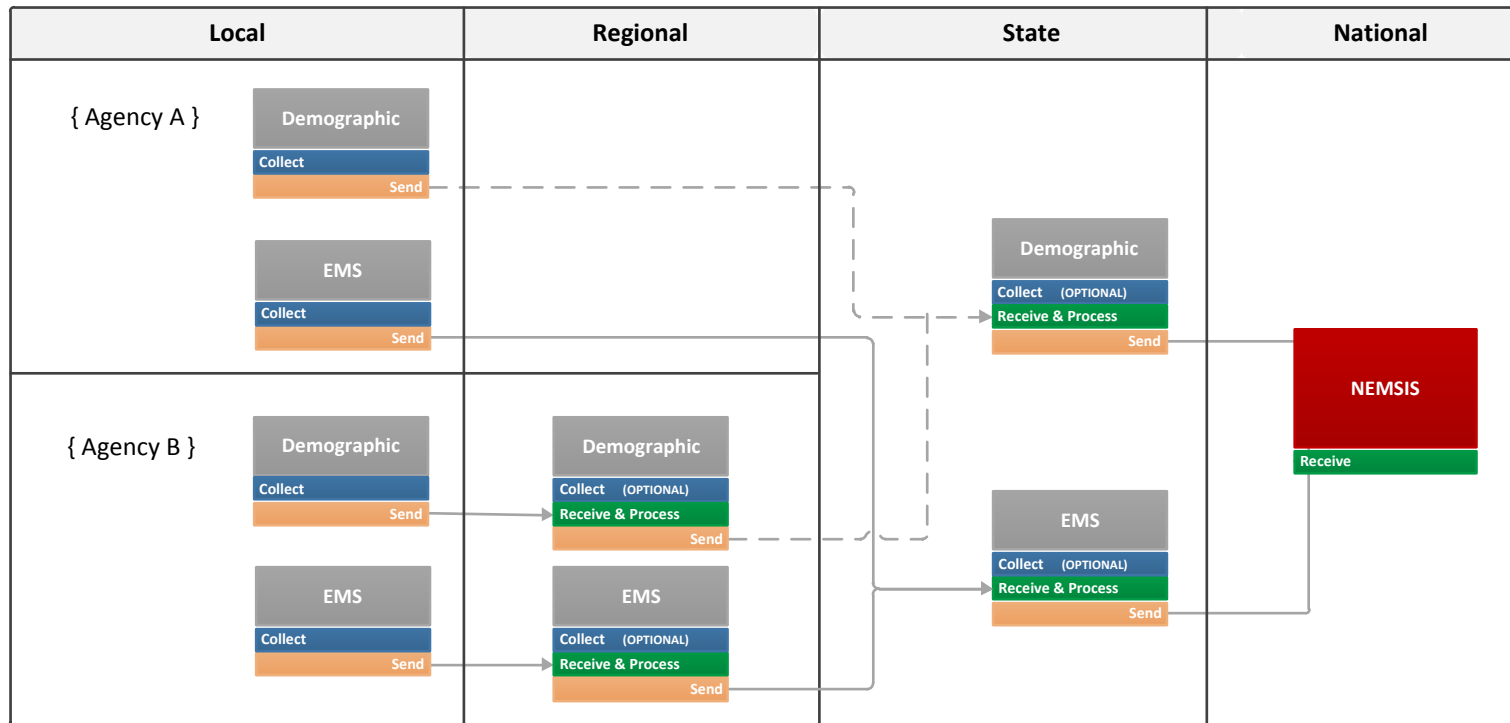 Local
Regional
State
National
{ Agency A }
Demographic
Collect
Send
EMS
Collect
Send
{ Agency B }
Demographic
Collect
Send
EMS
Collect
Send
Demographic
Collect (OPTIONAL)
Receive & Process
Send
EMS
Collect (OPTIONAL)
Receive & Process
Send
Demographic
Collect (OPTIONAL)
Receive & Process
Send
EMS
Collect (OPTIONAL)
Receive & Process
Send
NEMSIS
Receive